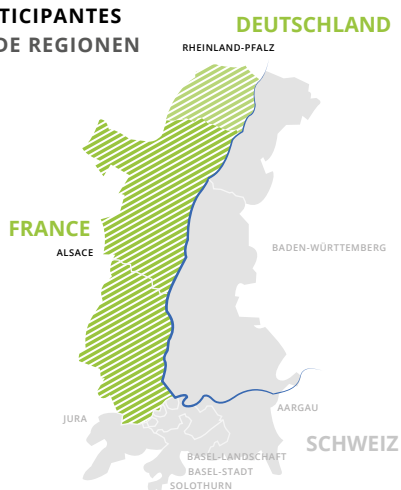 TICIPANTES
DE REGIONEN
DEUTSCHLAND
RHEINLAND-PFALZ
FRANCE
ALSACE
BADEN-WÜRTTEMBERG
AARGAU
JURA
SCHWEIZ
BASEL-LANDSCHAFT
BASEL-STADT
SOLOTHURN